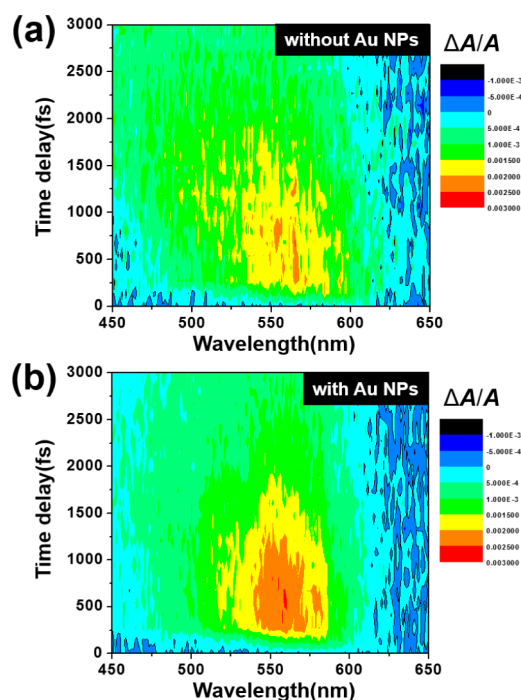 (a)
without Au NPs
ΔA/A
3000
2500
2000
1500
1000
500
0
Time delay(fs)
450 500 550 600 650
Wavelength(nm)
-1.000E-3
-5.000E-4
0
5.000E-4
1.000E-3
0.001500
0.002000
0.002500
0.003000
(b)
with Au NPs
ΔA/A
3000
2500
2000
1500
1000
500
0
Time delay(fs)
450 500 550 600 650
Wavelength(nm)
-1.000E-3
-5.000E-4
0
5.000E-4
1.000E-3
0.001500
0.002000
0.002500
0.003000